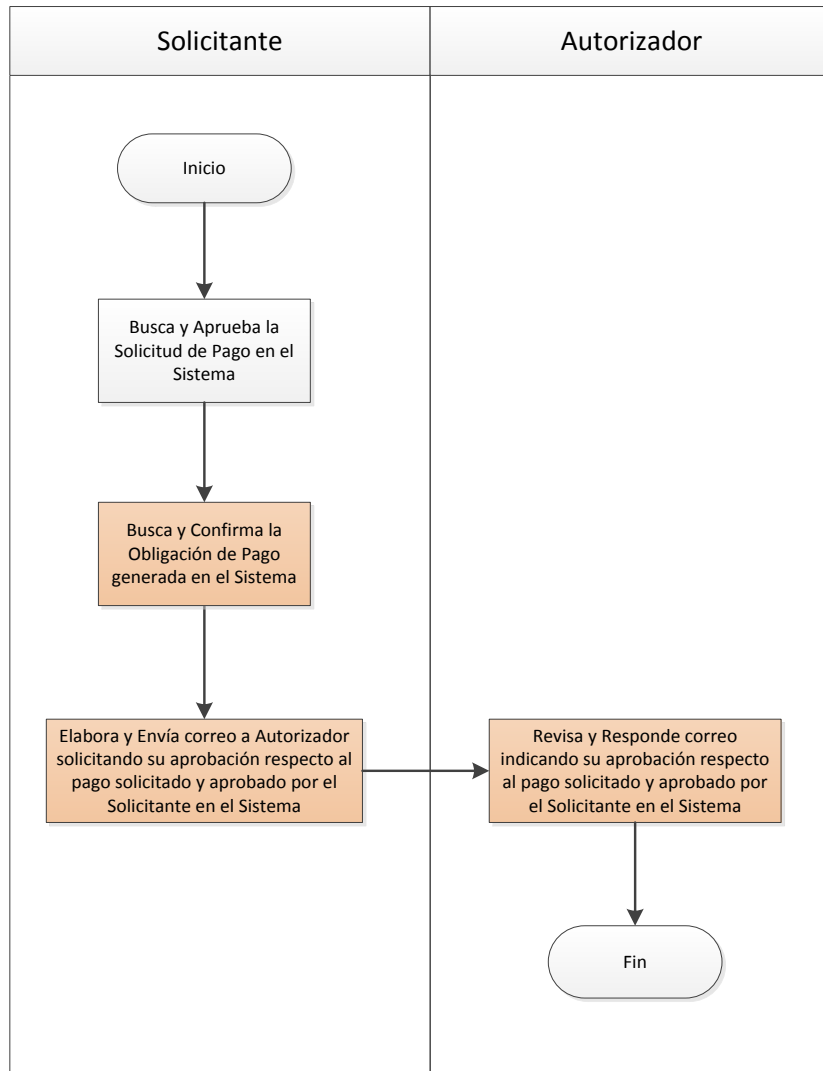 Solicitante
Autorizador
Inicio
Busca y Aprueba la
Solicitud de Pago en el
Sistema
Busca y Confirma la
Obligación de Pago
generada en el Sistema
Elabora y Envía correo a Autorizador
solicitando su aprobación respecto al
pago solicitado y aprobado por el
Solicitante en el Sistema
Revisa y Responde correo
indicando su aprobación respecto
al pago solicitado y aprobado por
el Solicitante en el Sistema
Fin